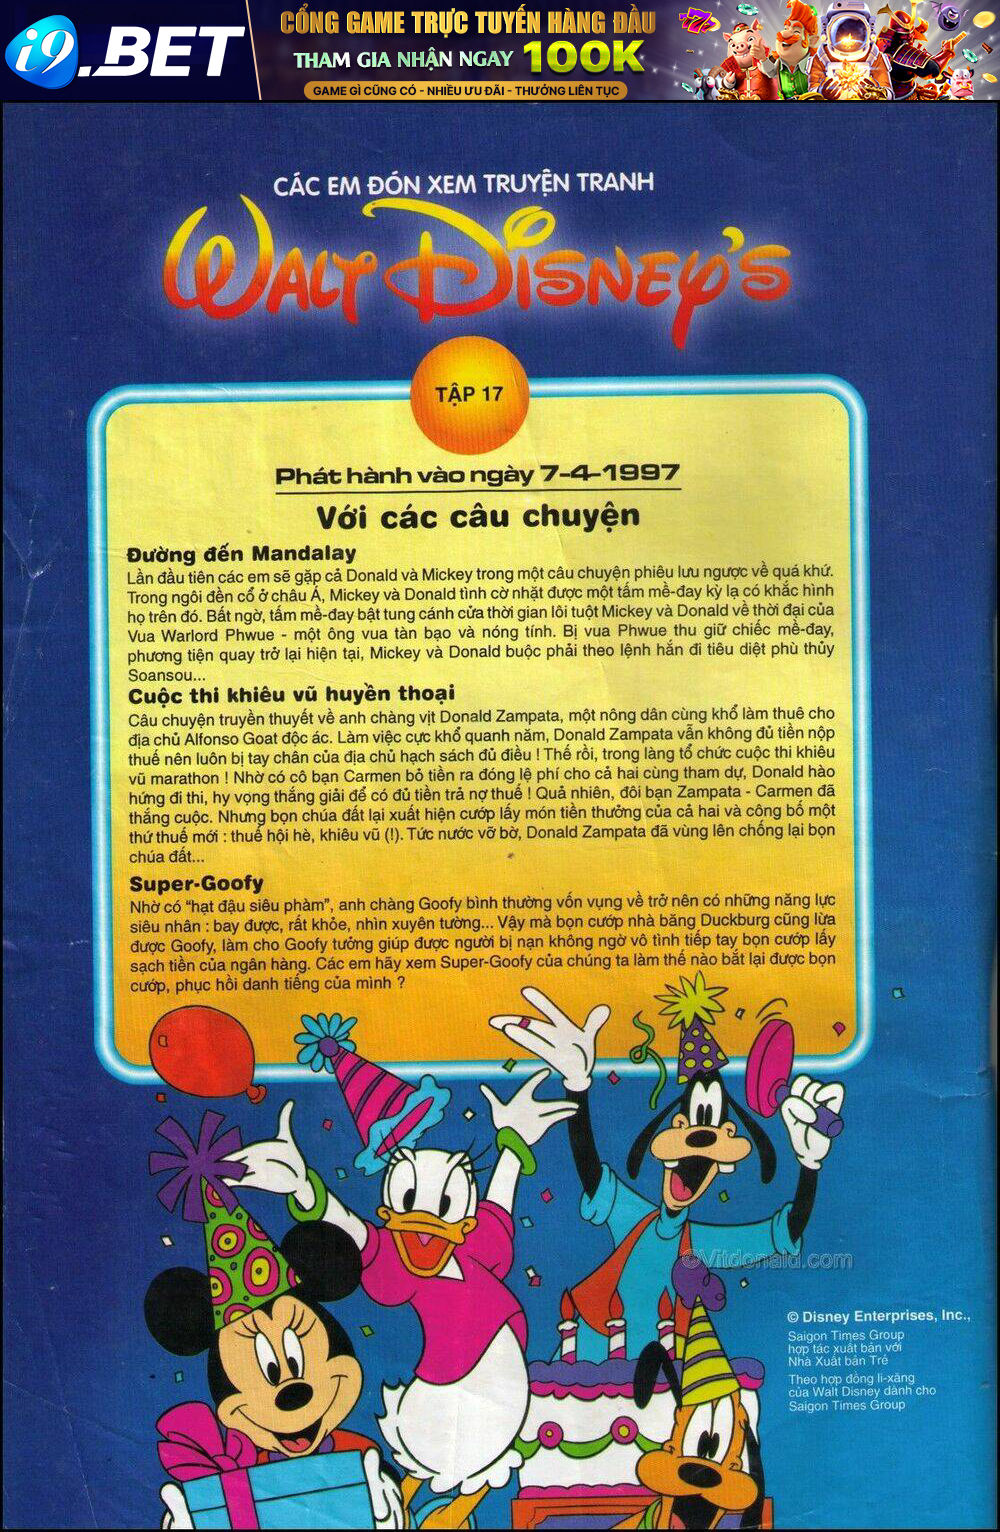 i9.BET
CỔNG GAME TRỰC TUYẾN HÀNG ĐẦU
THAM GIA NHẬN NGAY 100K
GAME GÌ CŨNG CÓ - NHIỀU ƯU ĐÃI - THƯỞNG LIÊN TỤC
CÁC EM ĐÓN XEM TRUYỆN TRANH
WALT DISNEY'S
TẬP 17
Phát hành vào ngày 7-4-1997
Với các câu chuyện
Đường đến Mandalay
Lần đầu tiên các em sẽ gặp cả Donald và Mickey trong một câu chuyện phiêu lưu ngược về quá khứ.
Trong ngôi đền cổ ở châu Á, Mickey và Donald tình cờ nhặt được một tấm mề-đay kỳ lạ có khắc hình
họ trên đó. Bất ngờ, tấm mề-đay bật tung cánh cửa thời gian lôi tuột Mickey và Donald về thời đại của
Vua Warlord Phwue - một ông vua tàn bạo và nóng tính. Bị vua Phwue thu giữ chiếc mề-đay,
phương tiện quay trở lại hiện tại, Mickey và Donald buộc phải theo lệnh hắn đi tiêu diệt phù thủy
Soansou...
Cuộc thi khiêu vũ huyền thoại
Câu chuyện truyền thuyết về anh chàng vịt Donald Zampata, một nông dân cùng khổ làm thuê cho
địa chủ Alfonso Goat độc ác. Làm việc cực khổ quanh năm, Donald Zampata vẫn không đủ tiền nộp
thuế nên luôn bị tay chân của địa chủ hạch sách đủ điều ! Thế rồi, trong làng tổ chức cuộc thi khiêu
vũ marathon ! Nhờ có cô bạn Carmen bỏ tiền ra đóng lệ phí cho cả hai cùng tham dự, Donald hào
hứng đi thi, hy vọng thắng giải để có đủ tiền trả nợ thuế ! Quả nhiên, đôi bạn Zampata - Carmen đã
thắng cuộc. Nhưng bọn chúa đất lại xuất hiện cướp lấy món tiền thưởng của cả hai và công bố một
thứ thuế mới : thuế hội hè, khiêu vũ (!). Tức nước vỡ bờ, Donald Zampata đã vùng lên chống lại bọn
chúa đất...
Super-Goofy
Nhờ có "hạt đậu siêu phàm", anh chàng Goofy bình thường vốn vụng về trở nên có những năng lực
siêu nhân : bay được, rất khỏe, nhìn xuyên tường... Vậy mà bọn cướp nhà băng Duckburg cũng lừa
được Goofy, làm cho Goofy tưởng giúp được người bị nạn không ngờ vô tình tiếp tay bọn cướp lấy
sạch tiền của ngân hàng. Các em hãy xem Super-Goofy của chúng ta làm thế nào bắt lại được bọn
cướp, phục hồi danh tiếng của mình ?
©Vitdonald.com
© Disney Enterprises, Inc.,
Saigon Times Group
hợp tác xuất bản với
Nhà Xuất bản Trẻ
Theo hợp đồng li-xăng
của Walt Disney dành cho
Saigon Times Group